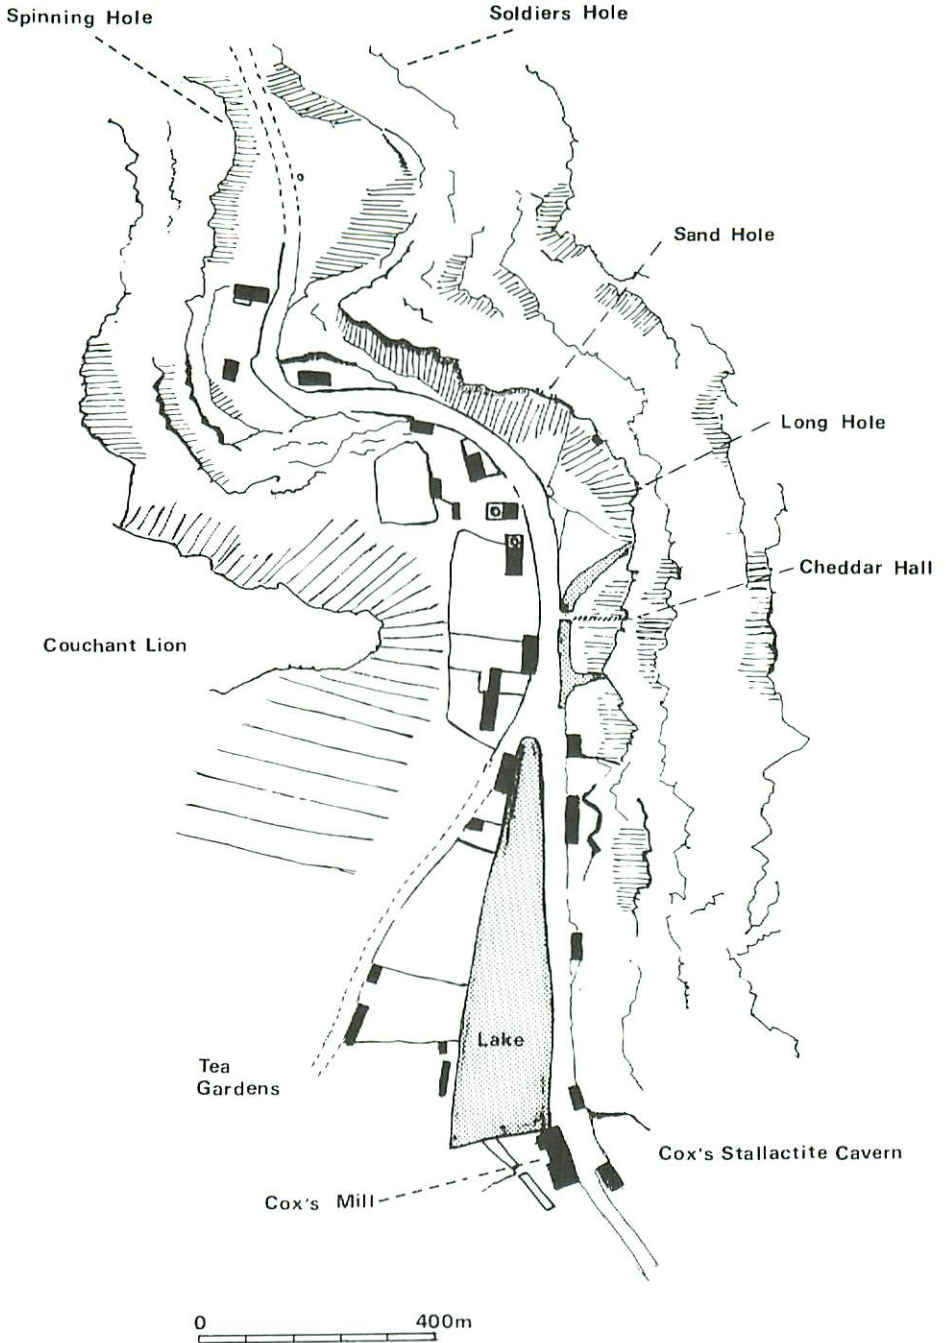 Spinning Hole
Soldiers Hole
Sand Hole
Long Hole
Cheddar Hall
Couchant Lion
Lake
Tea
Gardens
Cox's Stallactite Cavern
Cox's Mill
0 400m